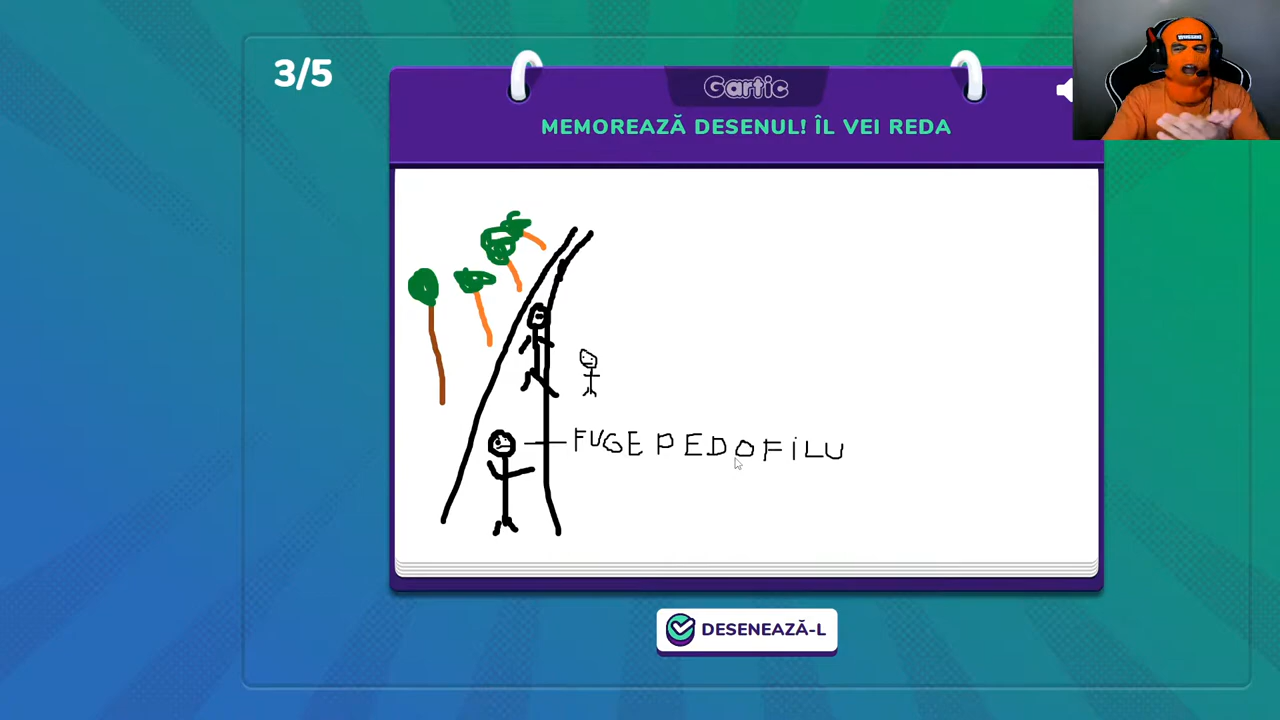 3/5
Gartic
MEMOREAZĂ DESENUL! ÎL VEI REDA
FUGE PEDOFILU
DESENEAZĂ-L